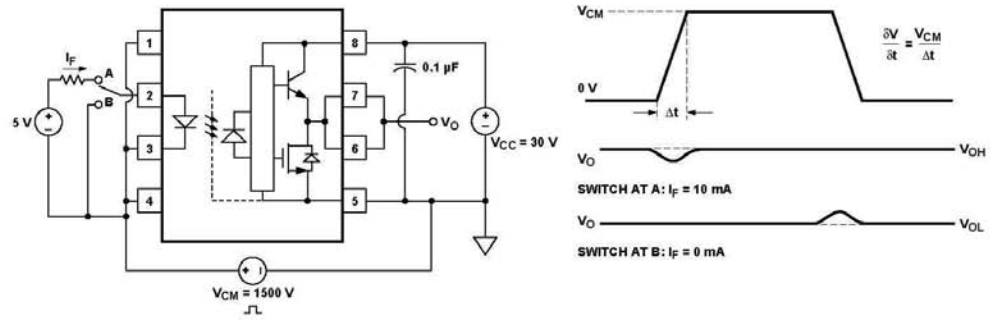 1
8
I_F
A
0.1 µF
2
7
B
V_O
5 V
+
–
3
6
V_CC = 30 V
4
5
V_CM = 1500 V
V_CM
δV/δt = V_CM/Δt
0 V
Δt
V_O
V_OH
SWITCH AT A: I_F = 10 mA
V_O
V_OL
SWITCH AT B: I_F = 0 mA